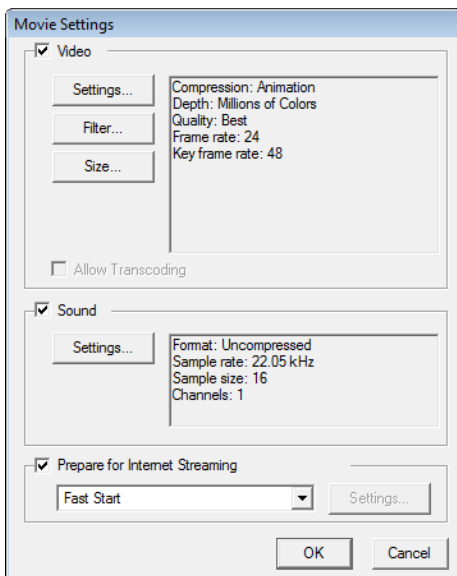 Movie Settings
Video
Settings...
Filter...
Size...
Compression: Animation
Depth: Millions of Colors
Quality: Best
Frame rate: 24
Key frame rate: 48
Allow Transcoding
Sound
Settings...
Format: Uncompressed
Sample rate: 22.05 kHz
Sample size: 16
Channels: 1
Prepare for Internet Streaming
Fast Start
Settings...
OK
Cancel